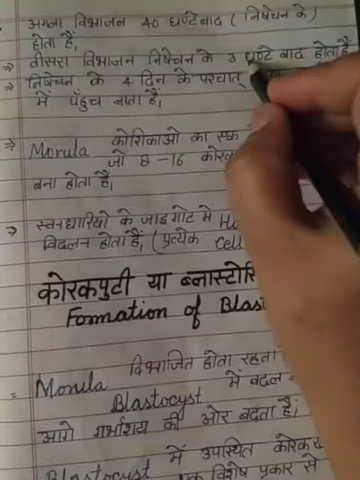 अगला विभाजन 40 घण्टे बाद ( निषेचन के )
होता है,
⇒ तीसरा विभाजन निषेचन के 3 घण्टे बाद होता है
⇒ निषेचन के 4 दिन के पश्चात्
में पहुँच जाता है,
⇒ Morula कोशिकाओ का एक
जो 8-16
बना होता है,
⇒ स्तनधारियो के जाइगोट में
विदलन होता है, ( प्रत्येक Cell
कोरकपुटी या
Formation of
Morula विभाजित होता रहता
Blastocyst में बदल
आगे गर्भाशय की ओर बढ़ता है,
Blastocyst में उपस्थित
विशेष प्रकार से